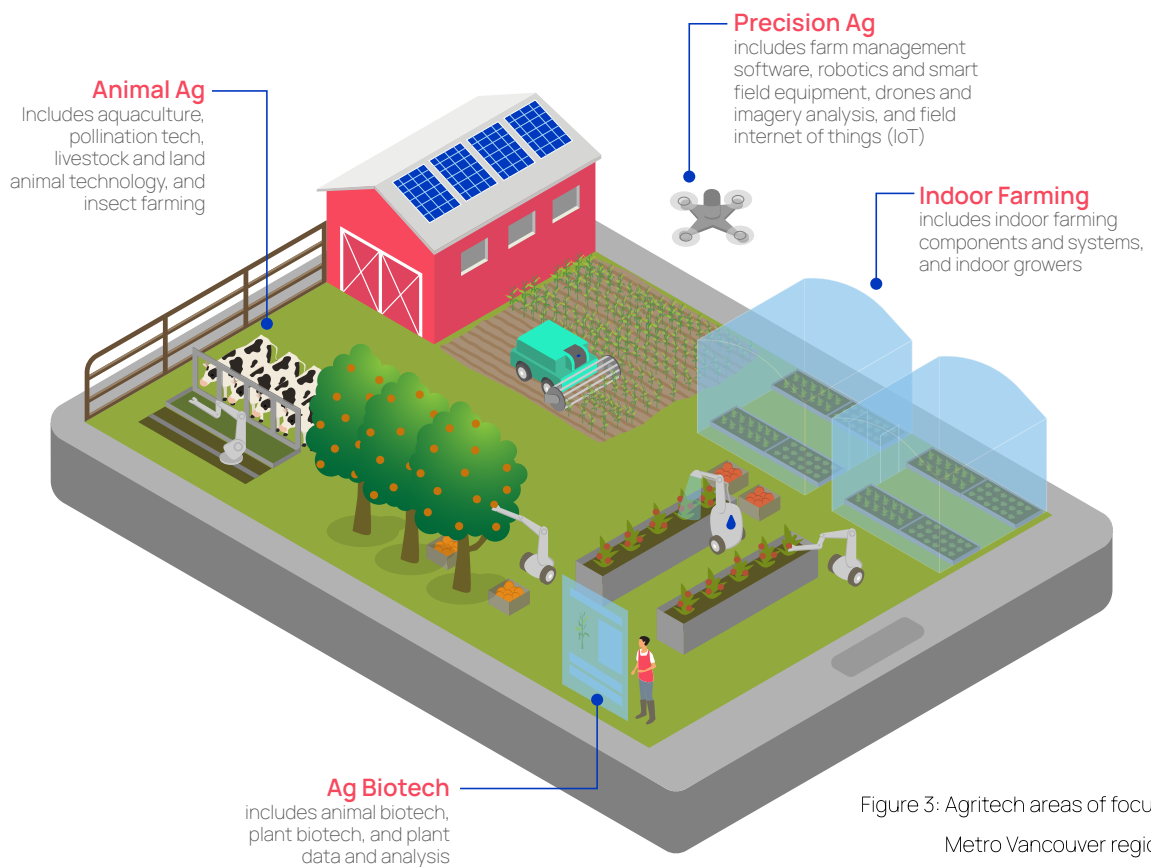 Precision Ag
includes farm management
software, robotics and smart
field equipment, drones and
imagery analysis, and field
internet of things (IoT)
Animal Ag
Includes aquaculture,
pollination tech,
livestock and land
animal technology, and
insect farming
Indoor Farming
includes indoor farming
components and systems,
and indoor growers
Ag Biotech
includes animal biotech,
plant biotech, and plant
data and analysis
Figure 3: Agritech areas of focu
Metro Vancouver regio